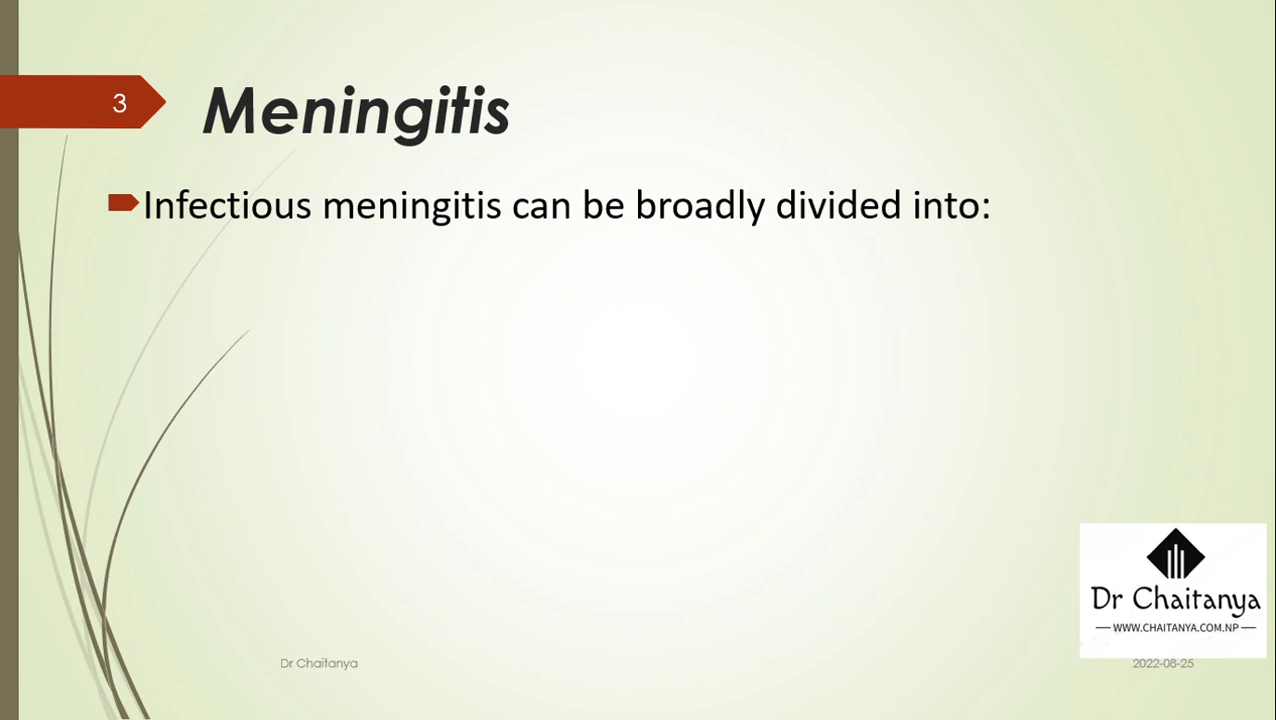 3
Meningitis
Infectious meningitis can be broadly divided into:
Dr Chaitanya
WWW.CHAITANYA.COM.NP
Dr Chaitanya
2022-08-25